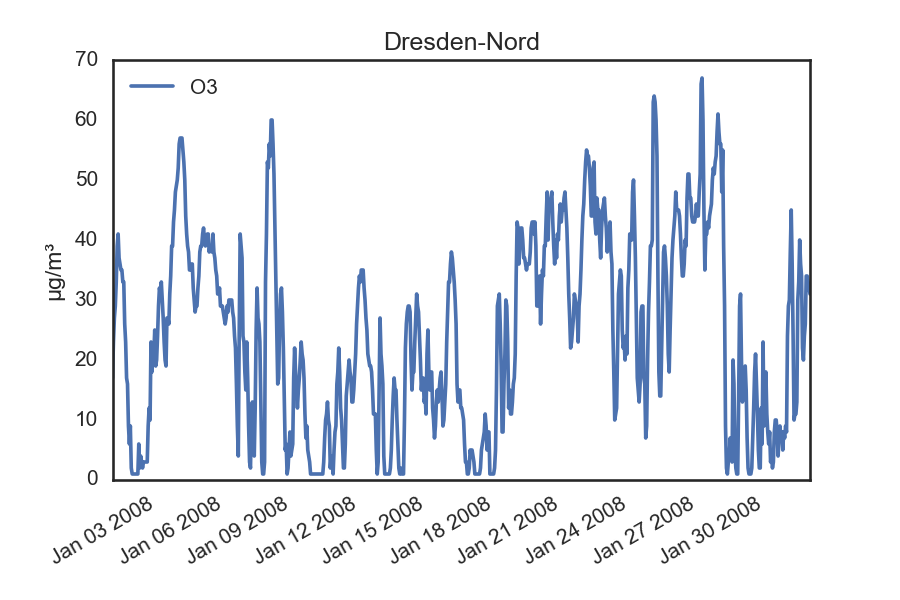 Dresden-Nord
70
60
50
40
30
20
10
0
µg/m³
O3
Jan 03 2008
Jan 06 2008
Jan 09 2008
Jan 12 2008
Jan 15 2008
Jan 18 2008
Jan 21 2008
Jan 24 2008
Jan 27 2008
Jan 30 2008